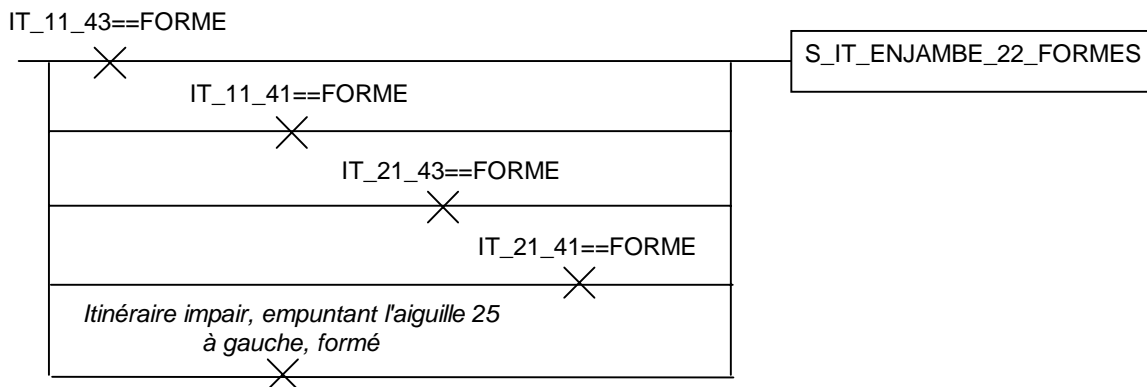 IT_11_43==FORME
S_IT_ENJAMBE_22_FORMES
IT_11_41==FORME
IT_21_43==FORME
IT_21_41==FORME
Itinéraire impair, empuntant l'aiguille 25
à gauche, formé